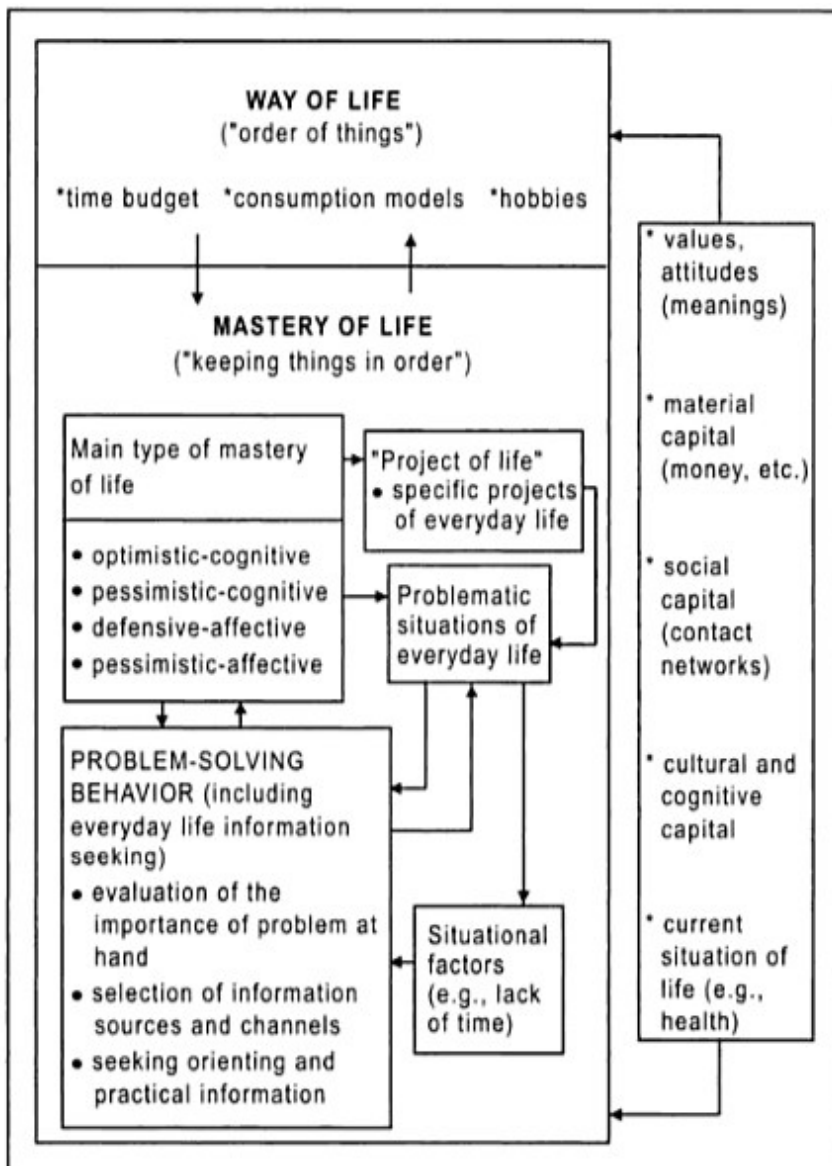 WAY OF LIFE
("order of things")
*time budget *consumption models *hobbies
MASTERY OF LIFE
("keeping things in order")
Main type of mastery
of life
• optimistic-cognitive
• pessimistic-cognitive
• defensive-affective
• pessimistic-affective
"Project of life"
• specific projects
of everyday life
Problematic
situations of
everyday life
PROBLEM-SOLVING
BEHAVIOR (including
everyday life information
seeking)
• evaluation of the
importance of problem at
hand
• selection of information
sources and channels
• seeking orienting and
practical information
Situational
factors
(e.g., lack
of time)
* values,
attitudes
(meanings)
* material
capital
(money, etc.)
* social
capital
(contact
networks)
* cultural and
cognitive
capital
* current
situation of
life (e.g.,
health)